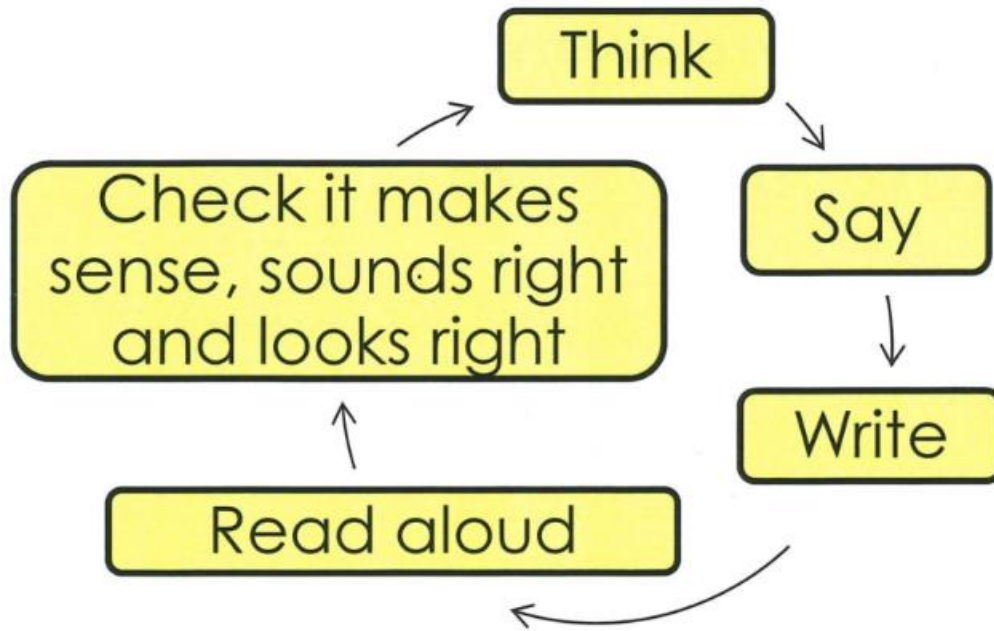 Think
Say
Write
Read aloud
Check it makes
sense, sounds right
and looks right